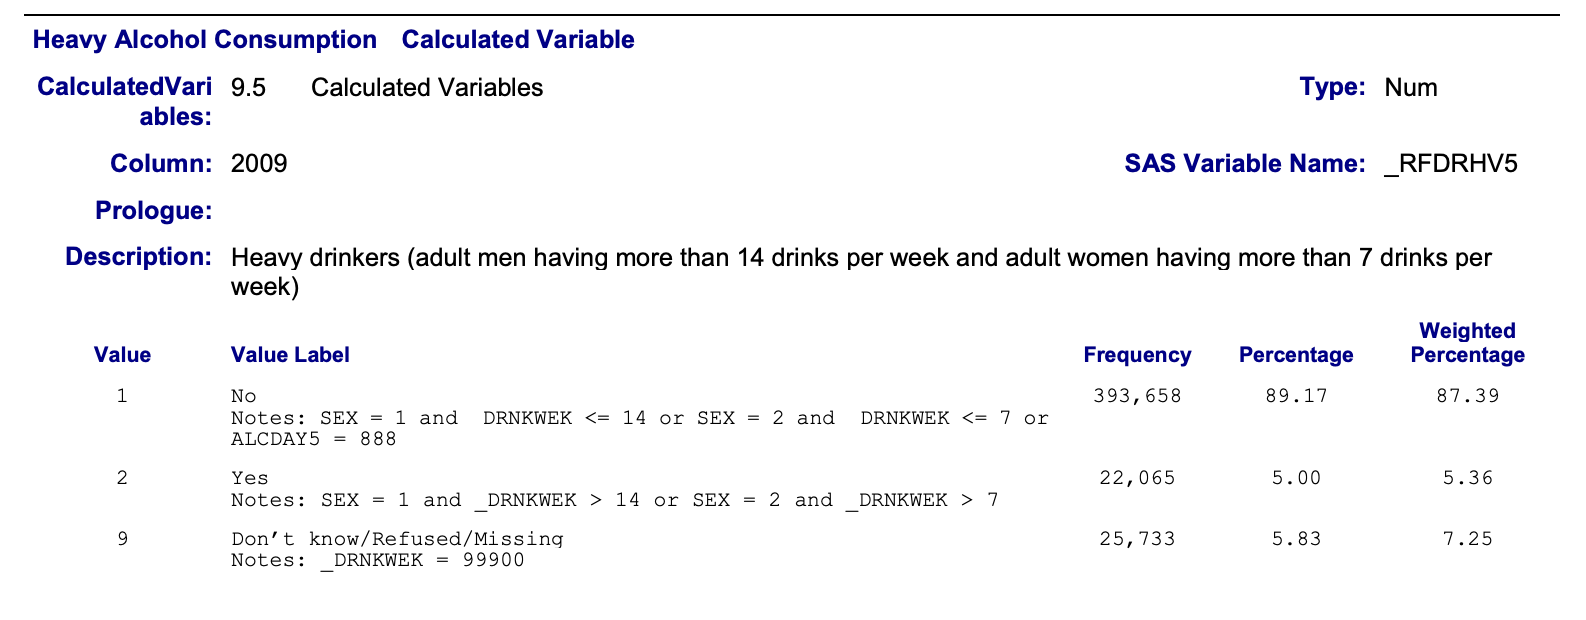 Heavy Alcohol Consumption Calculated Variable
CalculatedVari
ables: 9.5 Calculated Variables Type: Num
Column: 2009 SAS Variable Name: _RFDRHV5
Prologue:
Description: Heavy drinkers (adult men having more than 14 drinks per week and adult women having more than 7 drinks per
week)
Value Value Label Frequency Percentage Weighted
Percentage
1 No 393,658 89.17 87.39
Notes: SEX = 1 and DRNKWEK <= 14 or SEX = 2 and DRNKWEK <= 7 or
ALCDAY5 = 888
2 Yes 22,065 5.00 5.36
Notes: SEX = 1 and _DRNKWEK > 14 or SEX = 2 and _DRNKWEK > 7
9 Don’t know/Refused/Missing 25,733 5.83 7.25
Notes: _DRNKWEK = 99900